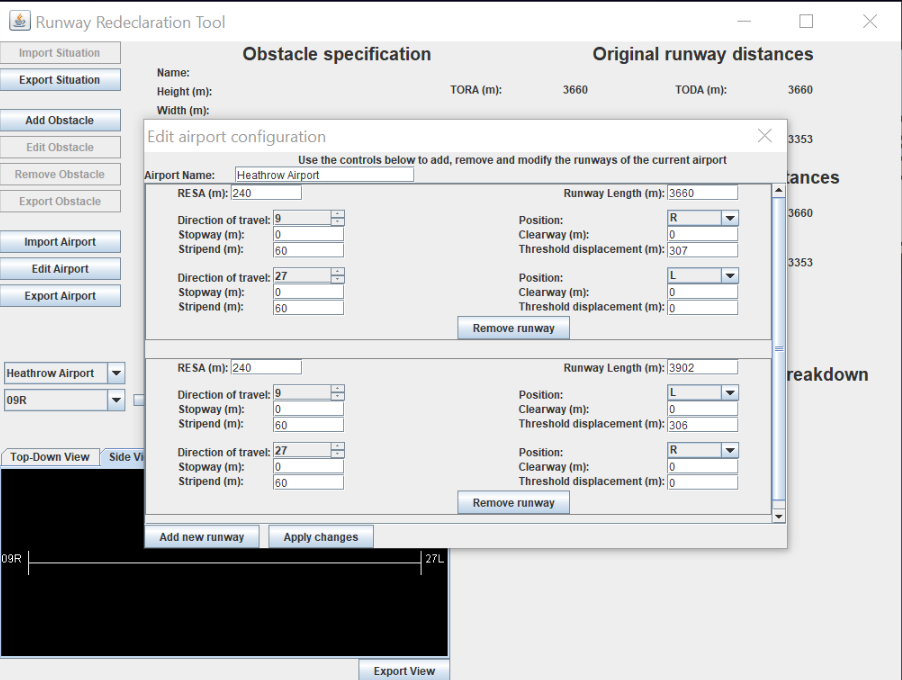 Runway Redeclaration Tool
Import Situation
Export Situation
Add Obstacle
Edit Obstacle
Remove Obstacle
Export Obstacle
Import Airport
Edit Airport
Export Airport
Heathrow Airport
09R
Obstacle specification
Name:
Height (m):
Width (m):
Original runway distances
TORA (m): 3660 TODA (m): 3660
3353
tances
3660
3353
reakdown
Edit airport configuration
Use the controls below to add, remove and modify the runways of the current airport
Airport Name: Heathrow Airport
RESA (m): 240 Runway Length (m): 3660
Direction of travel: 9 Position: R
Stopway (m): 0 Clearway (m): 0
Stripend (m): 60 Threshold displacement (m): 307
Direction of travel: 27 Position: L
Stopway (m): 0 Clearway (m): 0
Stripend (m): 60 Threshold displacement (m): 0
Remove runway
RESA (m): 240 Runway Length (m): 3902
Direction of travel: 9 Position: L
Stopway (m): 0 Clearway (m): 0
Stripend (m): 60 Threshold displacement (m): 306
Direction of travel: 27 Position: R
Stopway (m): 0 Clearway (m): 0
Stripend (m): 60 Threshold displacement (m): 0
Remove runway
Add new runway Apply changes
Top-Down View Side Vi
09R 27L
Export View